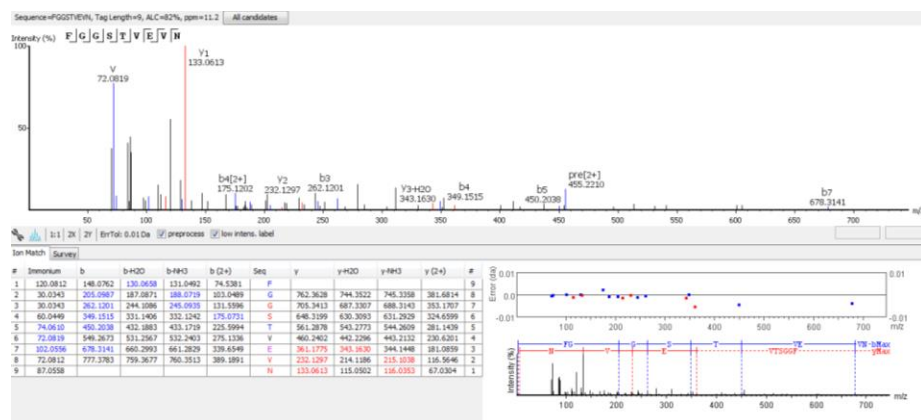 Sequence=FGGSTVEVN, Tag Length=9, ALC=82%, ppm=11.2 All candidates
Intensity (%) F G G S T V E V N
100
50
V
72.0819
Y1
133.0613
b4[2+]
175.1202
Y2
232.1297
b3
262.1201
Y3-H2O
343.1630
b4
349.1515
b5
450.2038
pre[2+]
455.2210
b7
678.3141
50 100 150 200 250 300 350 400 450 500 550 600 650 700 m/z
1:1 2X 2Y ErrTol: 0.01 Da preprocess low intens. label
Ion Match Survey
# Immonium b b-H2O b-NH3 b (2+) Seq y y-H2O y-NH3 y (2+) #
1 120.0812 148.0762 130.0658 131.0492 74.5381 F 9
2 30.0343 205.0987 187.0871 188.0719 103.0489 G 762.3628 744.3522 745.3358 381.6814 8
3 30.0343 262.1201 244.1086 245.0935 131.5596 G 705.3413 687.3307 688.3143 353.1707 7
4 60.0449 349.1515 331.1406 332.1242 175.0731 S 648.3199 630.3093 631.2929 324.6599 6
5 74.0610 450.2038 432.1883 433.1719 225.5994 T 561.2878 543.2773 544.2609 281.1439 5
6 72.0819 549.2673 531.2567 532.2403 275.1336 V 460.2402 442.2296 443.2132 230.6201 4
7 102.0556 678.3141 660.2993 661.2829 339.6549 E 361.1775 343.1630 344.1448 181.0859 3
8 72.0812 777.3783 759.3677 760.3513 389.1891 V 232.1297 214.1186 215.1038 116.5646 2
9 87.0558 N 133.0613 115.0502 116.0353 67.0304 1
Error (da)
0.01
0.0
-0.01
0.01
-0.01
100 200 300 400 500 600 700 m/z
FG G S T VE VN bMax
N V E VTSGGF yMax
Intensity (%)
100 200 300 400 500 600 700 m/z